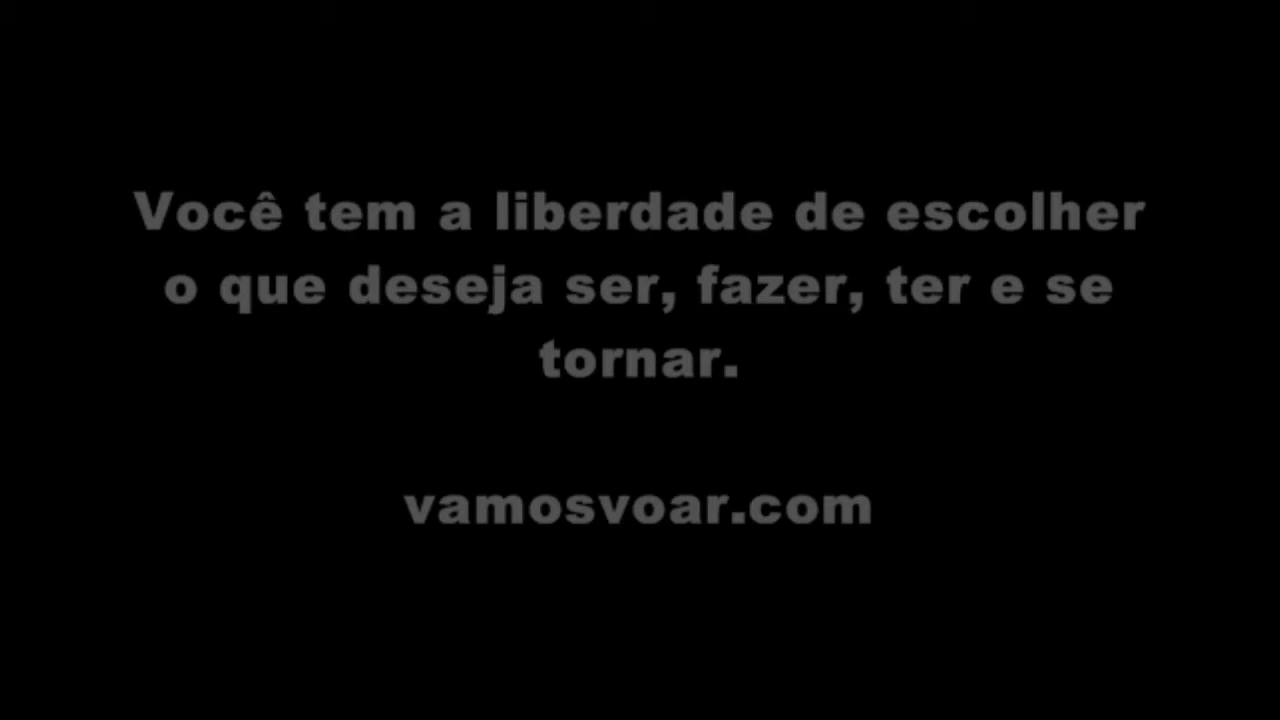 Você tem a liberdade de escolher
o que deseja ser, fazer, ter e se
tornar.
vamosvoar.com